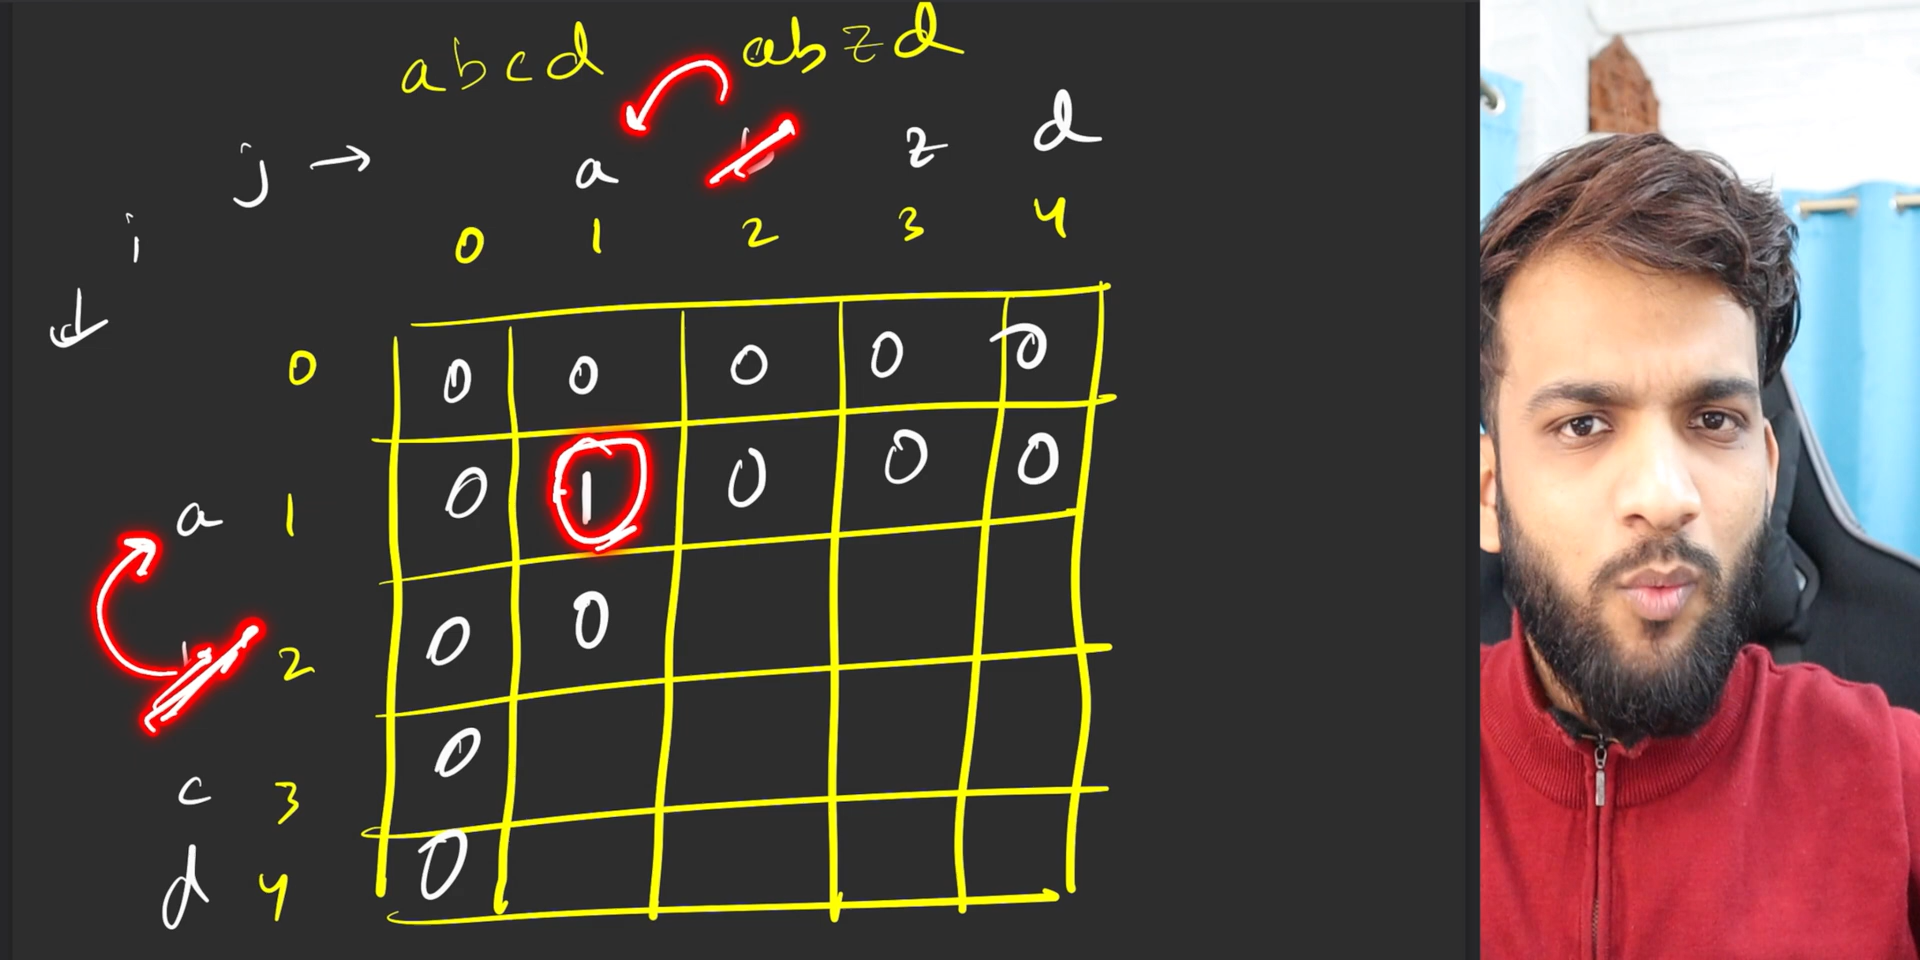 abcd abzd
j → a b z d
i
0 1 2 3 4
0 0 0 0 0 0
a 1 0 1 0 0 0
b 2 0 0
c 3 0
d 4 0